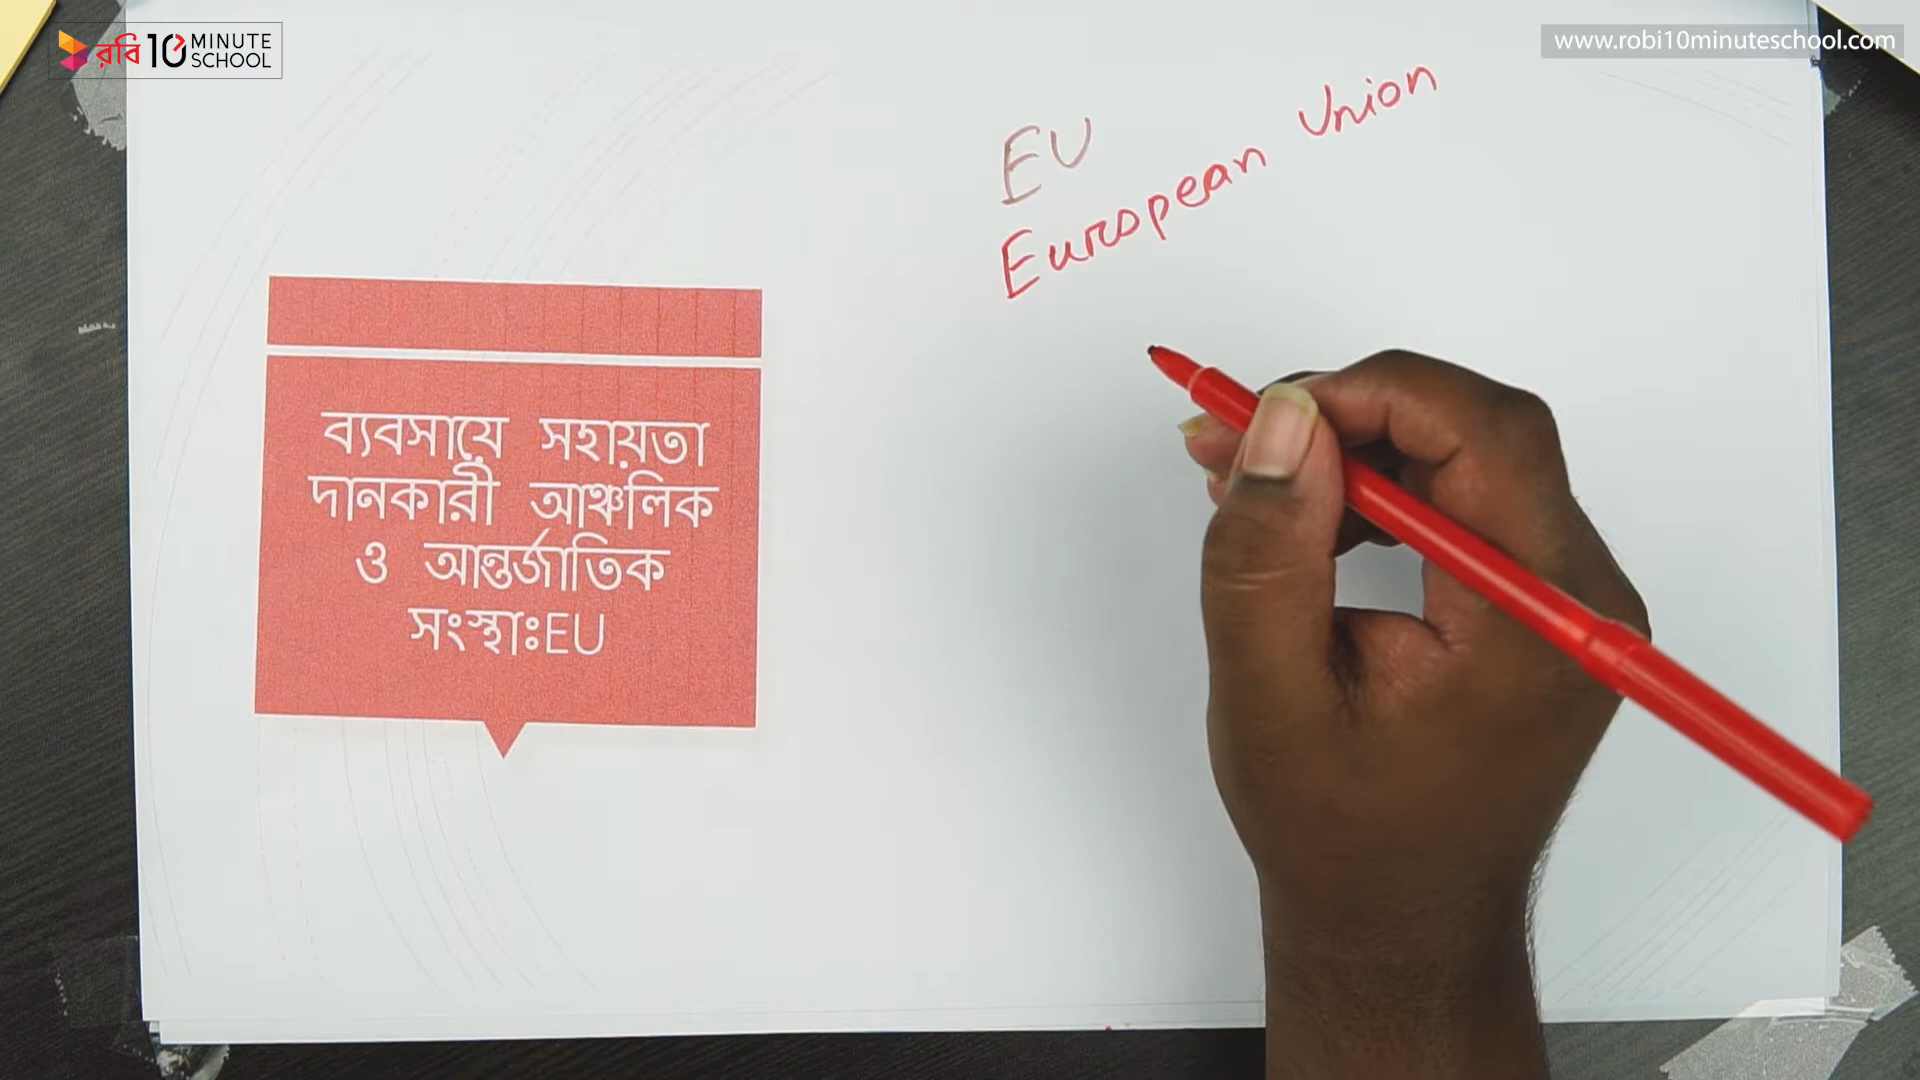 রবি 10 MINUTE SCHOOL
www.robi10minuteschool.com
EU
European Union
ব্যবসায়ে সহায়তা
দানকারী আঞ্চলিক
ও আন্তর্জাতিক
সংস্থাঃEU